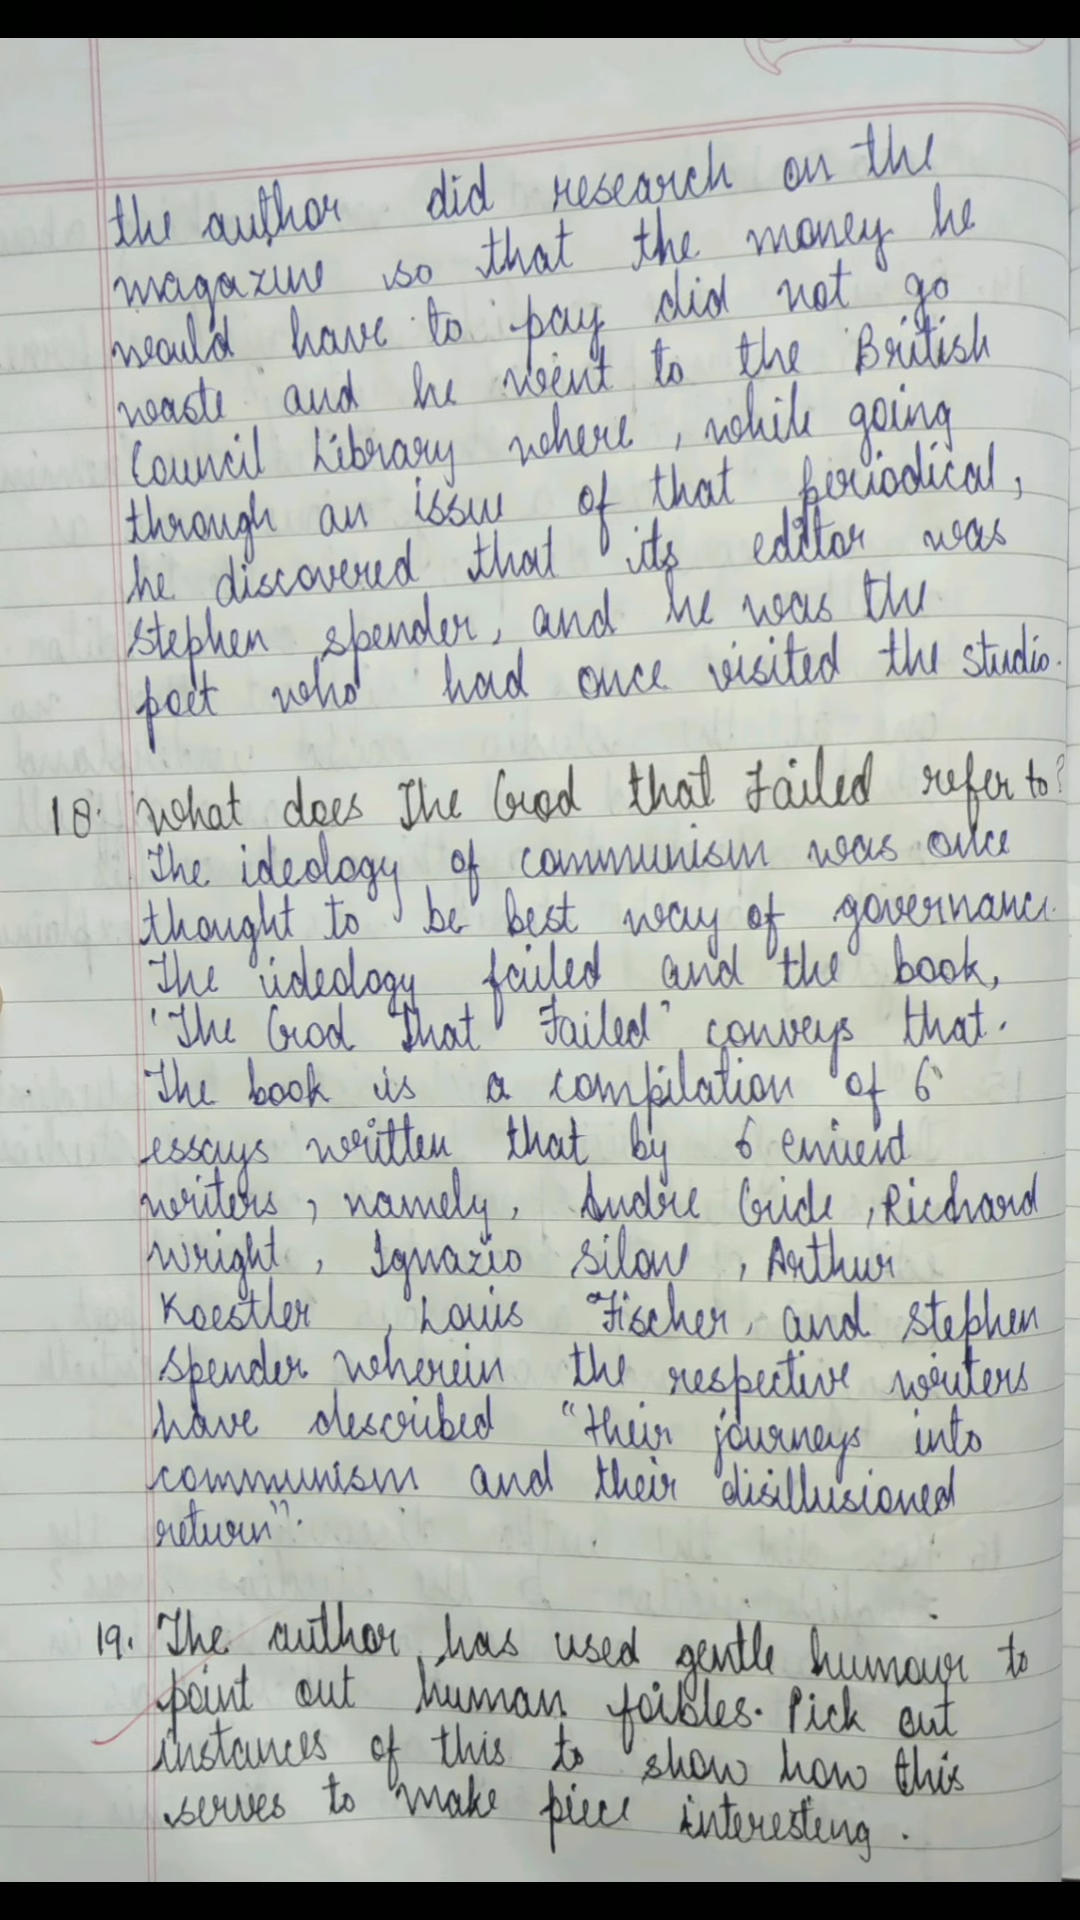 the author did research on the
magazine so that the money he
would have to pay did not go
waste and he went to the British
Council Library where, while going
through an issue of that periodical,
he discovered that its editor was
Stephen spender, and he was the
poet who had once visited the studio.
18. What does The God that Failed refer to?
The ideology of communism was once
thought to be best way of governance.
The ideology failed and the book,
'The God That Failed' conveys that.
The book is a compilation of 6
essays written that by 6 eminent
writers, namely, Andre Gide, Richard
Wright, Ignazio Silone, Arthur
Koestler, Louis Fischer, and Stephen
Spender wherein the respective writers
have described "their journeys into
communism and their disillusioned
return".
19. The author has used gentle humour to
point out human foibles. Pick out
instances of this to show how this
serves to make piece interesting.